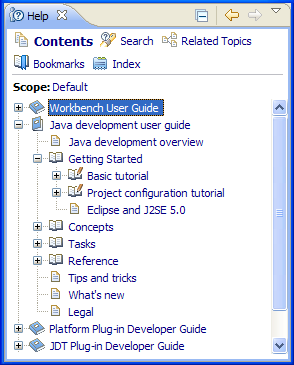 Help
Contents Search Related Topics
Bookmarks Index
Scope: Default
Workbench User Guide
Java development user guide
Java development overview
Getting Started
Basic tutorial
Project configuration tutorial
Eclipse and J2SE 5.0
Concepts
Tasks
Reference
Tips and tricks
What's new
Legal
Platform Plug-in Developer Guide
JDT Plug-in Developer Guide